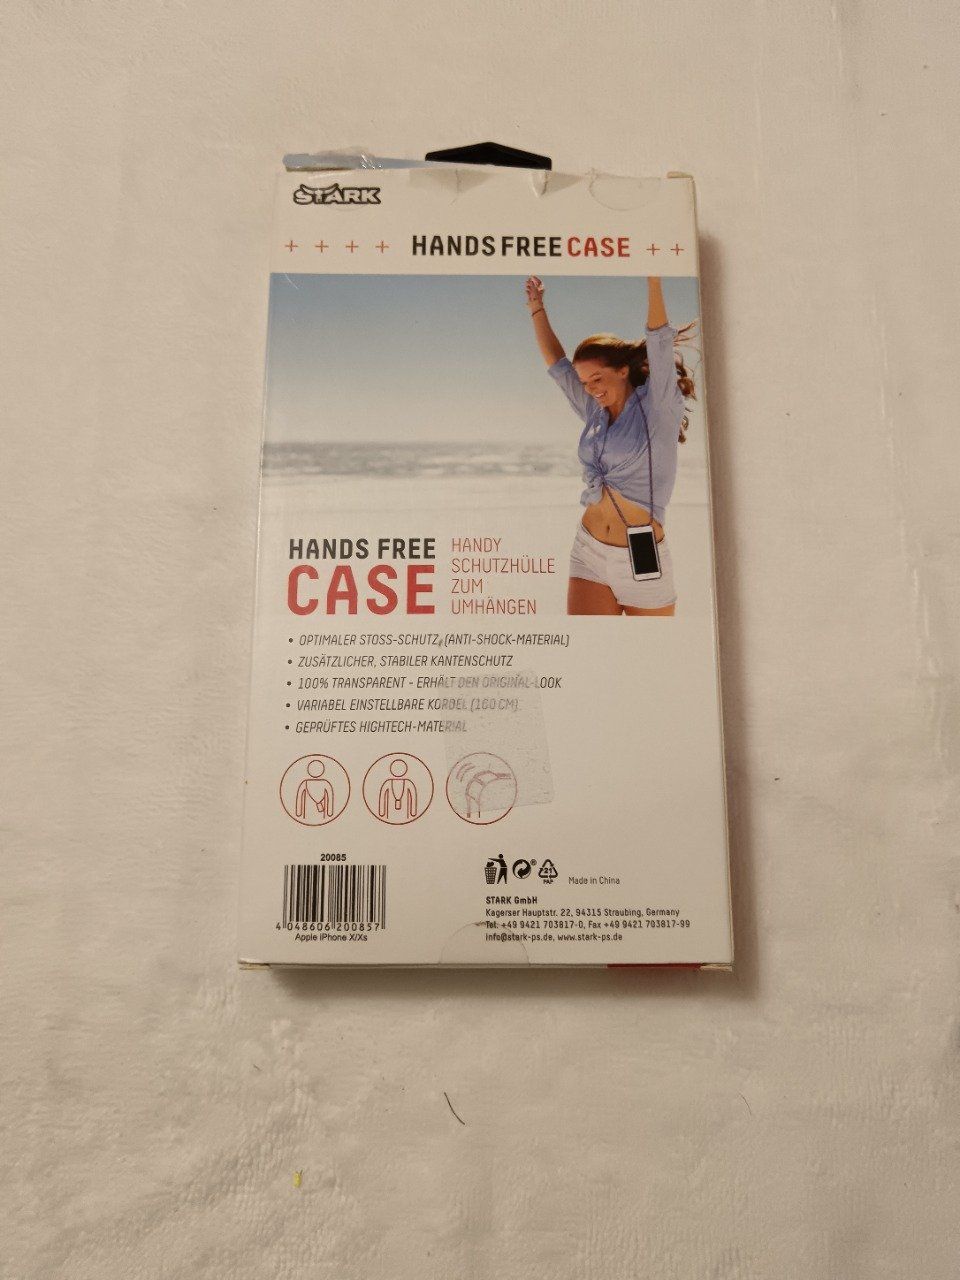 STARK
HANDS FREE CASE
HANDS FREE
CASE
HANDY
SCHUTZHÜLLE
ZUM
UMHÄNGEN
• OPTIMALER STOSS-SCHUTZ, (ANTI-SHOCK-MATERIAL)
• ZUSÄTZLICHER, STABILER KANTENSCHUTZ
• 100% TRANSPARENT - ERHÄLT DEN ORIGINAL-LOOK
• VARIABEL EINSTELLBARE KORDEL (160 CM)
• GEPRÜFTES HIGHTECH-MATERIAL
20085
4 048606 200857
Apple iPhone X/Xs
21
PAP
Made in China
STARK GmbH
Kagerser Hauptstr. 22, 94315 Straubing, Germany
Tel. +49 9421 703817-0, Fax +49 9421 703817-99
info@stark-ps.de, www.stark-ps.de